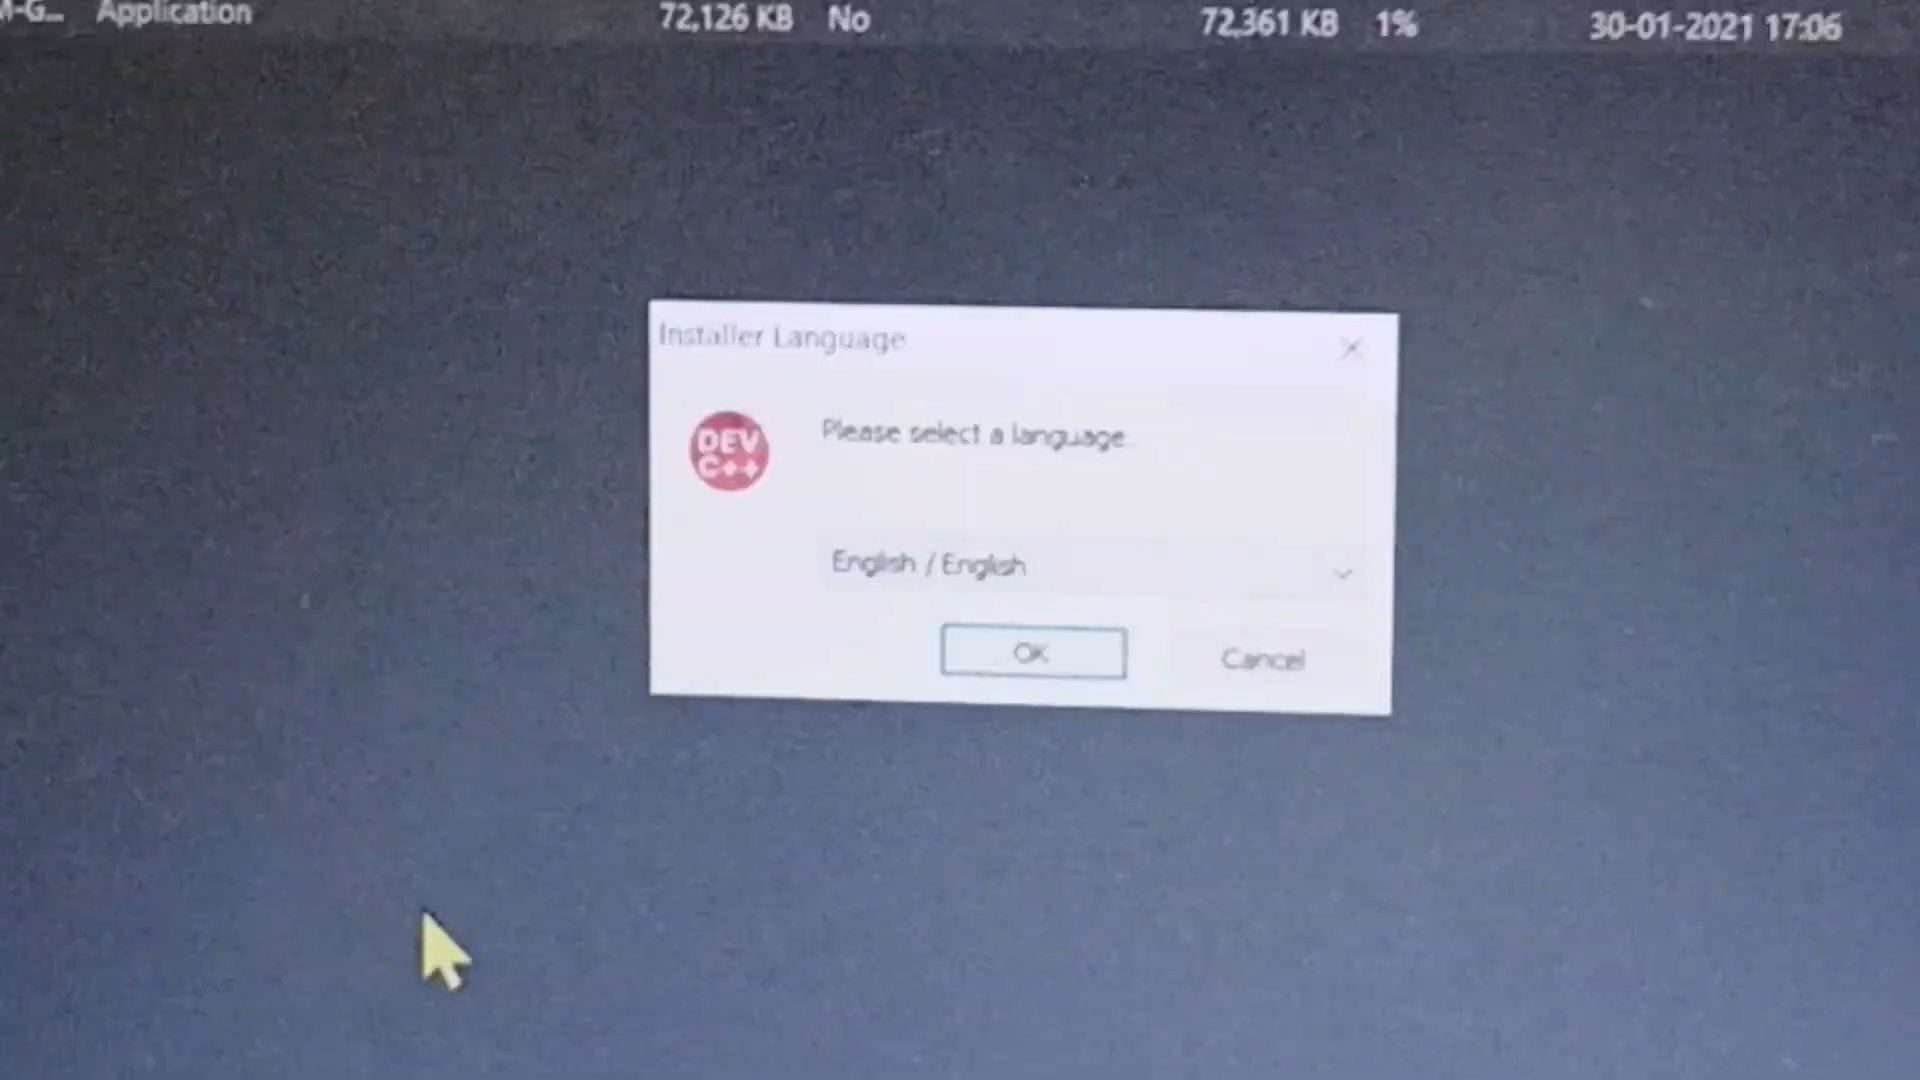 Application 72,126 KB No 72,361 KB 1% 30-01-2021 17:06
Installer Language
DEV
C++
Please select a language.
English / English
OK Cancel